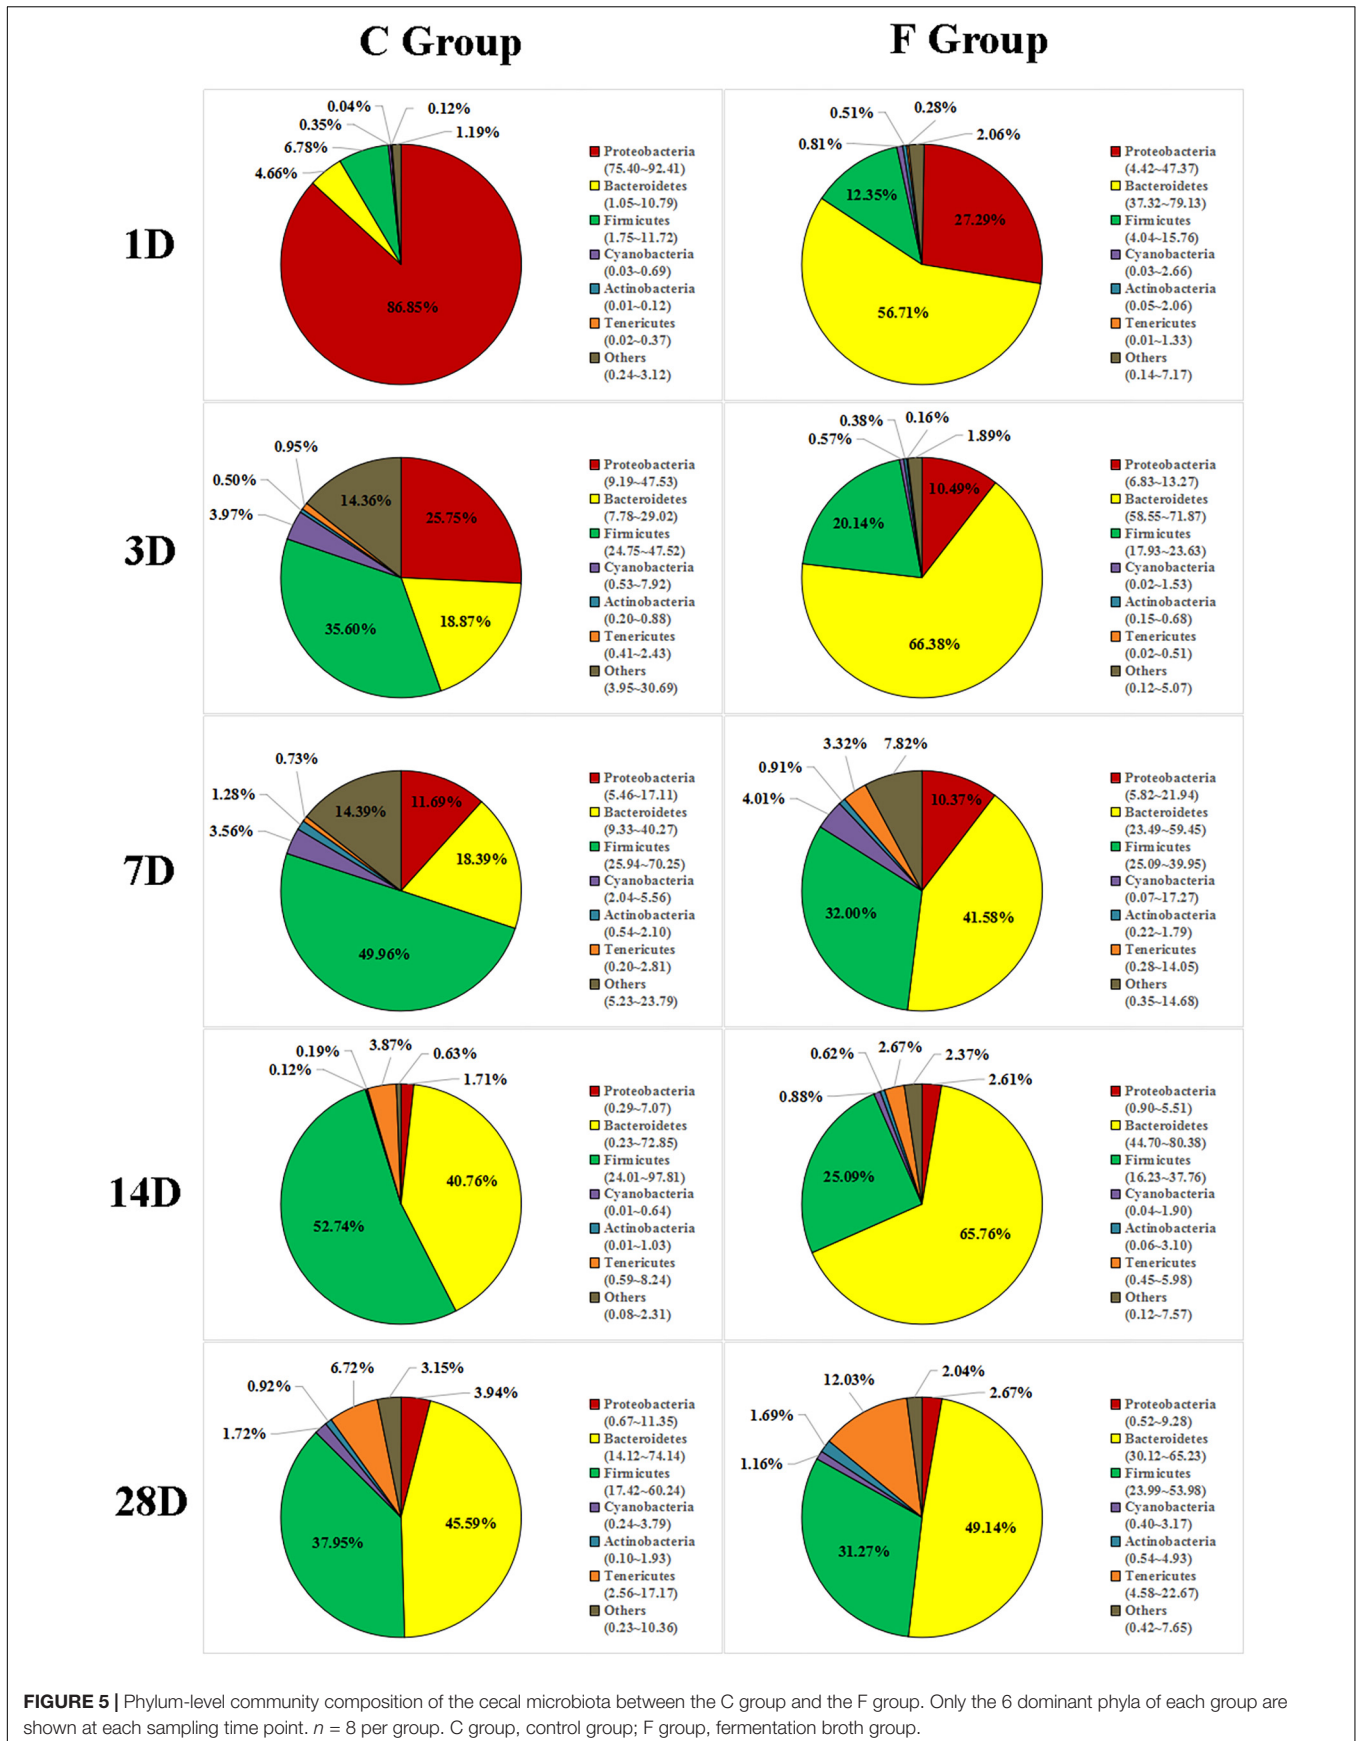 C Group
F Group
1D
0.04%
0.12%
0.35%
1.19%
6.78%
4.66%
86.85%
Proteobacteria
(75.40~92.41)
Bacteroidetes
(1.05~10.79)
Firmicutes
(1.75~11.72)
Cyanobacteria
(0.03~0.69)
Actinobacteria
(0.01~0.12)
Tenericutes
(0.02~0.37)
Others
(0.24~3.12)
0.51%
0.28%
0.81%
2.06%
12.35%
27.29%
56.71%
Proteobacteria
(4.42~47.37)
Bacteroidetes
(37.32~79.13)
Firmicutes
(4.04~15.76)
Cyanobacteria
(0.03~2.66)
Actinobacteria
(0.05~2.06)
Tenericutes
(0.01~1.33)
Others
(0.14~7.17)
3D
0.95%
0.50%
3.97%
14.36%
25.75%
35.60%
18.87%
Proteobacteria
(9.19~47.53)
Bacteroidetes
(7.78~29.02)
Firmicutes
(24.75~47.52)
Cyanobacteria
(0.53~7.92)
Actinobacteria
(0.20~0.88)
Tenericutes
(0.41~2.43)
Others
(3.95~30.69)
0.38%
0.16%
0.57%
1.89%
10.49%
20.14%
66.38%
Proteobacteria
(6.83~13.27)
Bacteroidetes
(58.55~71.87)
Firmicutes
(17.93~23.63)
Cyanobacteria
(0.02~1.53)
Actinobacteria
(0.15~0.68)
Tenericutes
(0.02~0.51)
Others
(0.12~5.07)
7D
0.73%
1.28%
3.56%
14.39%
11.69%
18.39%
49.96%
Proteobacteria
(5.46~17.11)
Bacteroidetes
(9.33~40.27)
Firmicutes
(25.94~70.25)
Cyanobacteria
(2.04~5.56)
Actinobacteria
(0.54~2.10)
Tenericutes
(0.20~2.81)
Others
(5.23~23.79)
3.32%
7.82%
0.91%
4.01%
10.37%
32.00%
41.58%
Proteobacteria
(5.82~21.94)
Bacteroidetes
(23.49~59.45)
Firmicutes
(25.09~39.95)
Cyanobacteria
(0.07~17.27)
Actinobacteria
(0.22~1.79)
Tenericutes
(0.28~14.05)
Others
(0.35~14.68)
14D
0.19%
3.87%
0.63%
0.12%
1.71%
40.76%
52.74%
Proteobacteria
(0.29~7.07)
Bacteroidetes
(0.23~72.85)
Firmicutes
(24.01~97.81)
Cyanobacteria
(0.01~0.64)
Actinobacteria
(0.01~1.03)
Tenericutes
(0.59~8.24)
Others
(0.08~2.31)
0.62%
2.67%
2.37%
0.88%
2.61%
25.09%
65.76%
Proteobacteria
(0.90~5.51)
Bacteroidetes
(44.70~80.38)
Firmicutes
(16.23~37.76)
Cyanobacteria
(0.04~1.90)
Actinobacteria
(0.06~3.10)
Tenericutes
(0.45~5.98)
Others
(0.12~7.57)
28D
6.72%
3.15%
0.92%
3.94%
1.72%
45.59%
37.95%
Proteobacteria
(0.67~11.35)
Bacteroidetes
(14.12~74.14)
Firmicutes
(17.42~60.24)
Cyanobacteria
(0.24~3.79)
Actinobacteria
(0.10~1.93)
Tenericutes
(2.56~17.17)
Others
(0.23~10.36)
12.03%
2.04%
2.67%
1.69%
1.16%
49.14%
31.27%
Proteobacteria
(0.52~9.28)
Bacteroidetes
(30.12~65.23)
Firmicutes
(23.99~53.98)
Cyanobacteria
(0.40~3.17)
Actinobacteria
(0.54~4.93)
Tenericutes
(4.58~22.67)
Others
(0.42~7.65)
FIGURE 5 | Phylum-level community composition of the cecal microbiota between the C group and the F group. Only the 6 dominant phyla of each group are
shown at each sampling time point. n = 8 per group. C group, control group; F group, fermentation broth group.